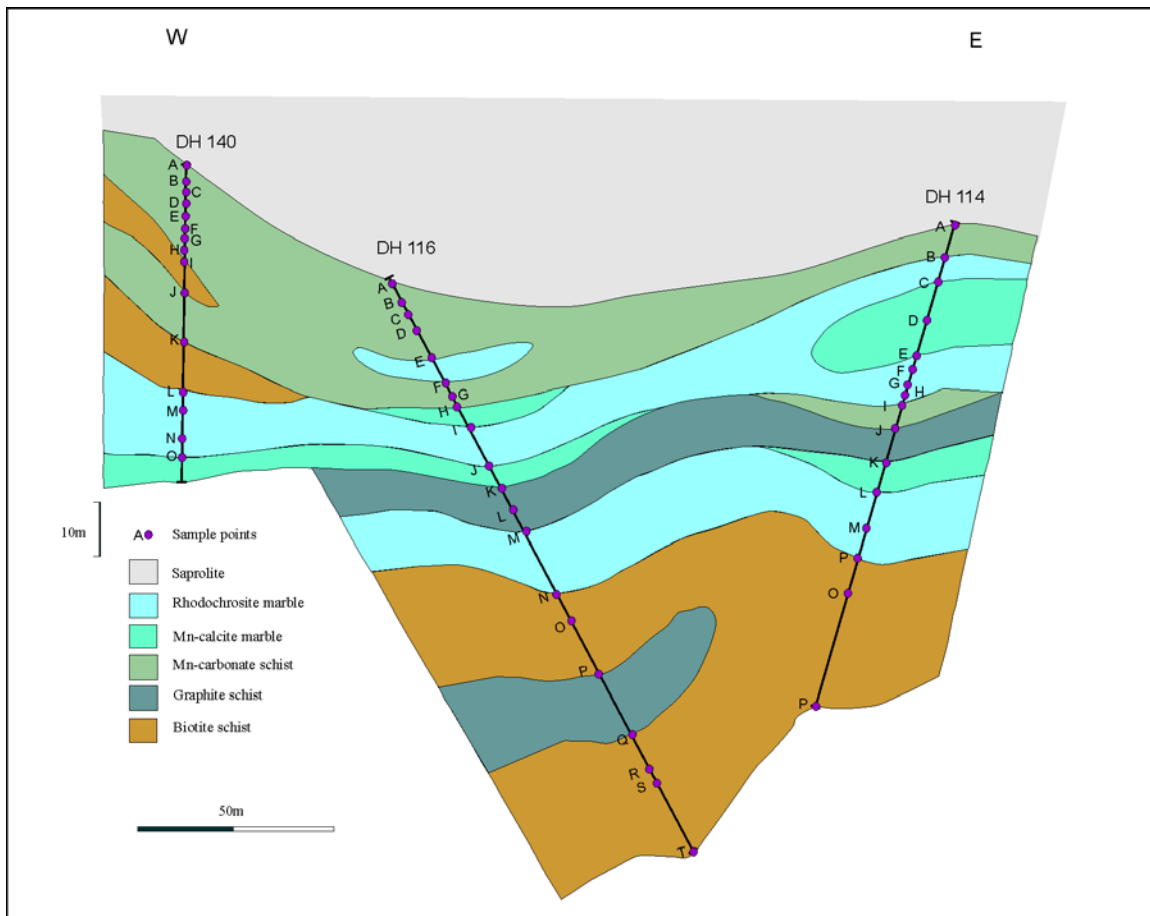 W
E
DH 140
A
B
C
D
E
F
G
H
I
J
K
L
M
N
O
DH 116
A
B
C
D
E
F
G
H
I
J
K
L
M
N
O
P
Q
R
S
T
DH 114
A
B
C
D
E
F
G
H
I
J
K
L
M
P
O
P
10m
A Sample points
Saprolite
Rhodochrosite marble
Mn-calcite marble
Mn-carbonate schist
Graphite schist
Biotite schist
50m